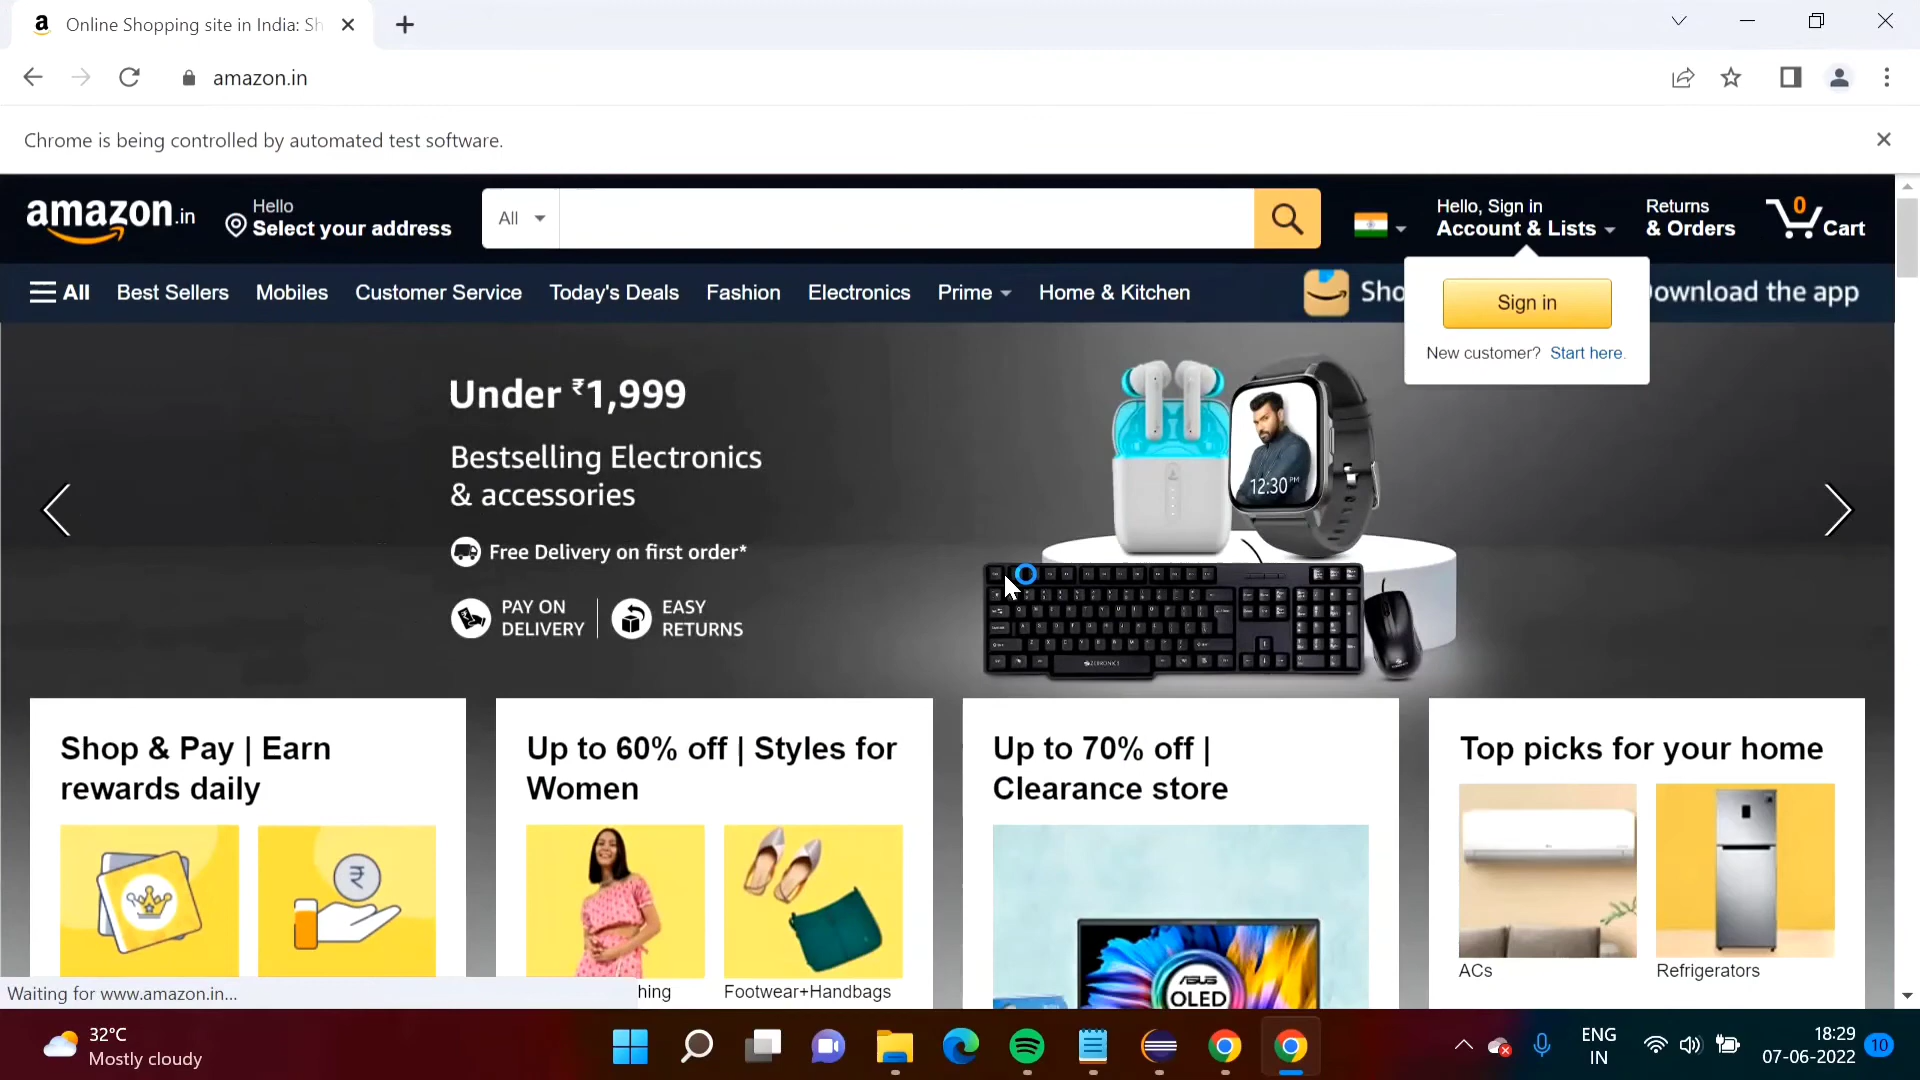 Online Shopping site in India: Sh
amazon.in
Chrome is being controlled by automated test software.
amazon.in
Hello
Select your address
All
Hello, Sign in
Account & Lists
Returns
& Orders
0
Cart
All
Best Sellers
Mobiles
Customer Service
Today's Deals
Fashion
Electronics
Prime
Home & Kitchen
Sho
ownload the app
Sign in
New customer? Start here.
Under ₹1,999
Bestselling Electronics
& accessories
Free Delivery on first order*
PAY ON
DELIVERY
EASY
RETURNS
12:30 PM
ZEBRONICS
Shop & Pay | Earn
rewards daily
Up to 60% off | Styles for
Women
Up to 70% off |
Clearance store
Top picks for your home
₹
ASUS
OLED
ACs
Refrigerators
hing
Footwear+Handbags
Waiting for www.amazon.in...
32°C
Mostly cloudy
ENG
IN
18:29
07-06-2022
10